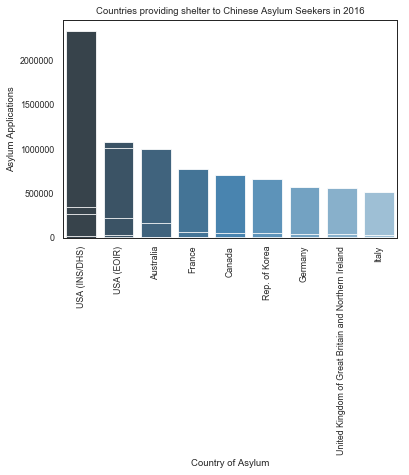 Countries providing shelter to Chinese Asylum Seekers in 2016
Asylum Applications
2000000
1500000
1000000
500000
0
USA (INS/DHS)
USA (EOIR)
Australia
France
Canada
Rep. of Korea
Germany
United Kingdom of Great Britain and Northern Ireland
Italy
Country of Asylum